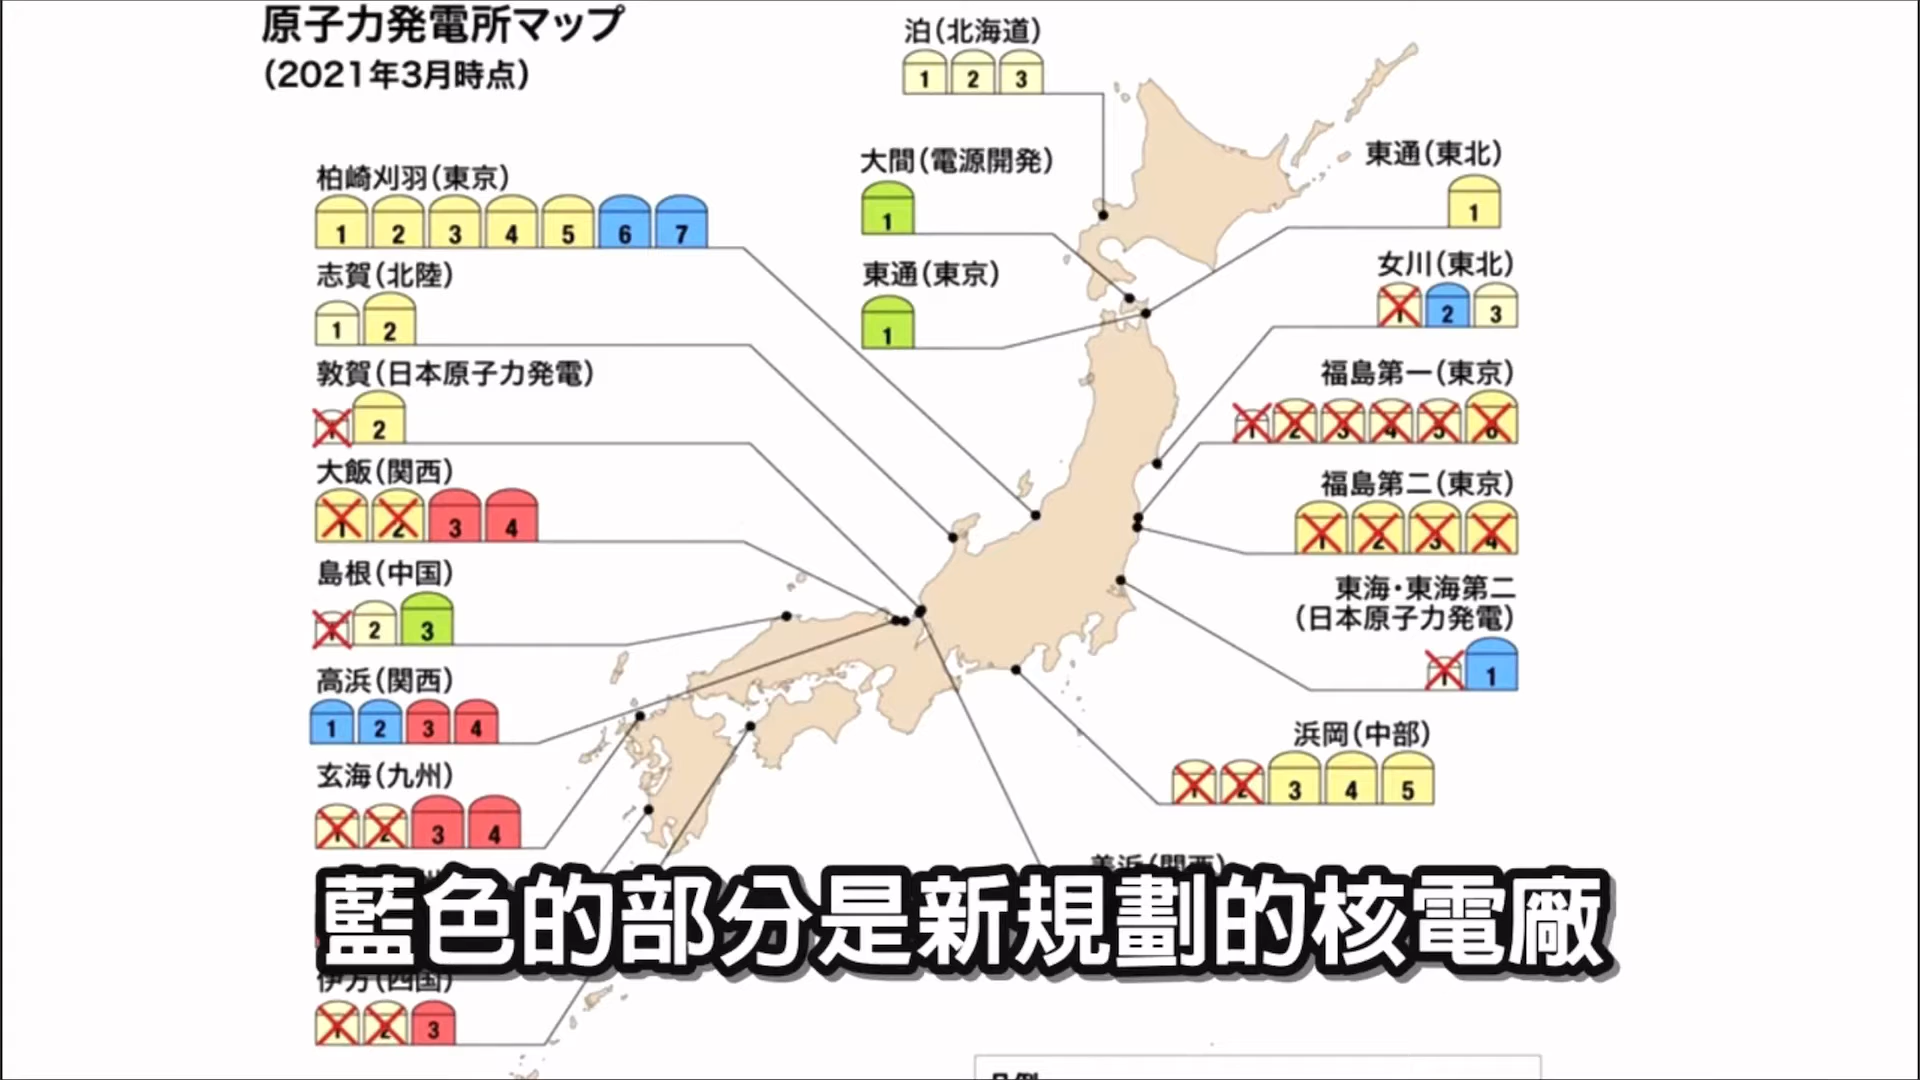 原子力発電所マップ
(2021年3月時点)
泊(北海道)
1 2 3
大間(電源開発)
1
東通(東京)
1
東通(東北)
1
女川(東北)
1 2 3
福島第一(東京)
1 2 3 4 5 6
福島第二(東京)
1 2 3 4
東海・東海第二
(日本原子力発電)
1 1
浜岡(中部)
1 2 3 4 5
柏崎刈羽(東京)
1 2 3 4 5 6 7
志賀(北陸)
1 2
敦賀(日本原子力発電)
1 2
大飯(関西)
1 2 3 4
島根(中国)
1 2 3
高浜(関西)
1 2 3 4
玄海(九州)
1 2 3 4
美浜(関西)
藍色的部分是新規劃的核電廠
伊方(四国)
1 2 3